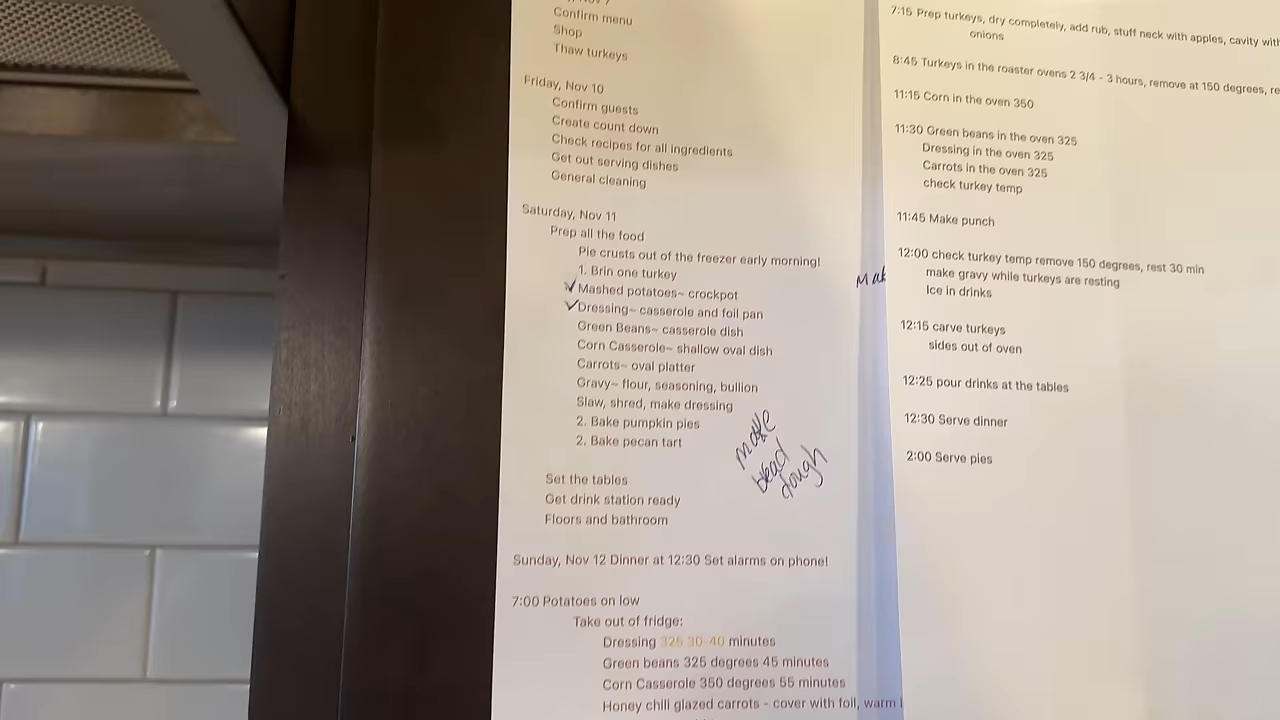 Confirm menu
Shop
Thaw turkeys
Friday, Nov 10
Confirm guests
Create count down
Check recipes for all ingredients
Get out serving dishes
General cleaning
Saturday, Nov 11
Prep all the food
Pie crusts out of the freezer early morning!
1. Brin one turkey
Mashed potatoes~ crockpot
Dressing~ casserole and foil pan
Green Beans~ casserole dish
Corn Casserole~ shallow oval dish
Carrots~ oval platter
Gravy~ flour, seasoning, bullion
Slaw, shred, make dressing
2. Bake pumpkin pies
2. Bake pecan tart
make
bead
dough
Set the tables
Get drink station ready
Floors and bathroom
Sunday, Nov 12 Dinner at 12:30 Set alarms on phone!
7:00 Potatoes on low
Take out of fridge:
Dressing 325 30-40 minutes
Green beans 325 degrees 45 minutes
Corn Casserole 350 degrees 55 minutes
Honey chili glazed carrots - cover with foil, warm
7:15 Prep turkeys, dry completely, add rub, stuff neck with apples, cavity with
onions
8:45 Turkeys in the roaster ovens 2 3/4 - 3 hours, remove at 150 degrees, re
11:15 Corn in the oven 350
11:30 Green beans in the oven 325
Dressing in the oven 325
Carrots in the oven 325
check turkey temp
11:45 Make punch
12:00 check turkey temp remove 150 degrees, rest 30 min
make gravy while turkeys are resting
Ice in drinks
12:15 carve turkeys
sides out of oven
12:25 pour drinks at the tables
12:30 Serve dinner
2:00 Serve pies